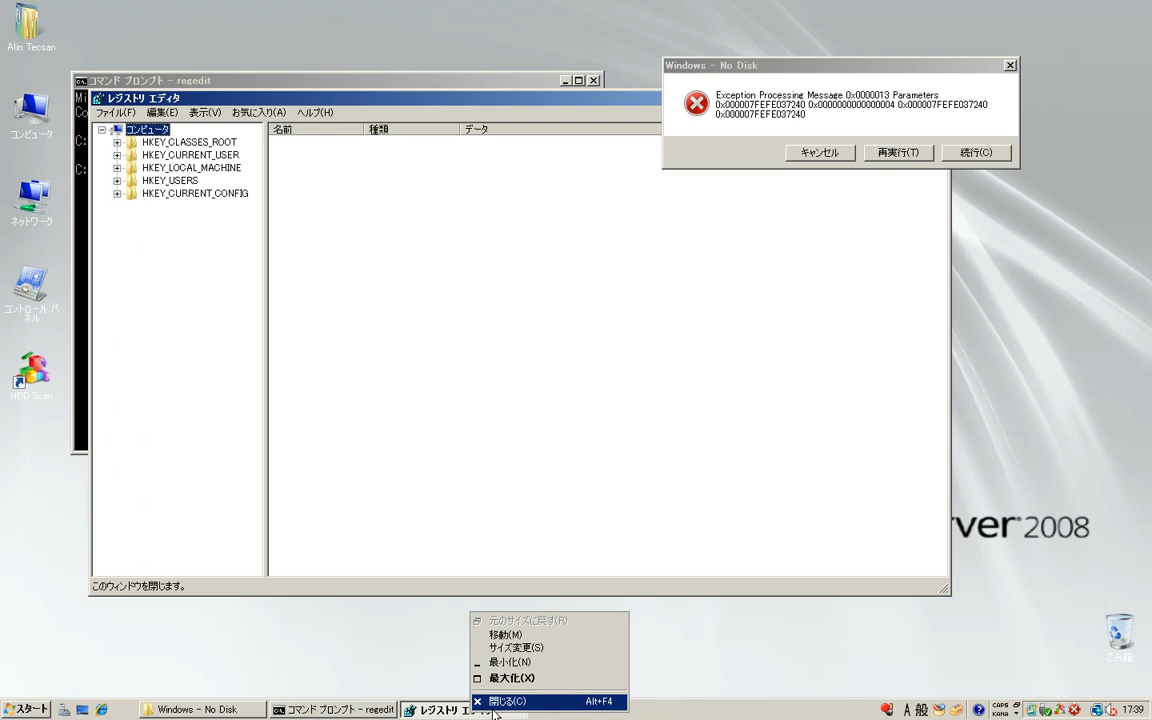 Alin Tecsan
コンピュータ
ネットワーク
コントロール パ
ネル
HDD Scan
コマンド プロンプト - regedit
Mi
Co
C:
C:
レジストリ エディタ
ファイル(F) 編集(E) 表示(V) お気に入り(A) ヘルプ(H)
コンピュータ
HKEY_CLASSES_ROOT
HKEY_CURRENT_USER
HKEY_LOCAL_MACHINE
HKEY_USERS
HKEY_CURRENT_CONFIG
名前 種類 データ
このウィンドウを閉じます。
Windows - No Disk
Exception Processing Message 0x0000013 Parameters
0x000007FEFE037240 0x0000000000000004 0x000007FEFE037240
0x000007FEFE037240
キャンセル 再実行(T) 続行(C)
rver 2008
ごみ箱
元のサイズに戻す(R)
移動(M)
サイズ変更(S)
最小化(N)
最大化(X)
閉じる(C) Alt+F4
スタート Windows - No Disk コマンド プロンプト - regedit レジストリ エデ
A 般 CAPS KANA 17:39